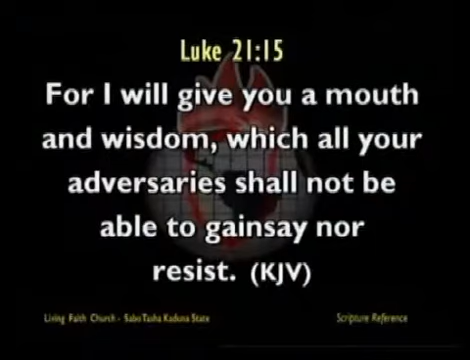 Luke 21:15
For I will give you a mouth
and wisdom, which all your
adversaries shall not be
able to gainsay nor
resist. (KJV)
Living Faith Church - Sabo Tasha Kaduna State
Scripture Reference